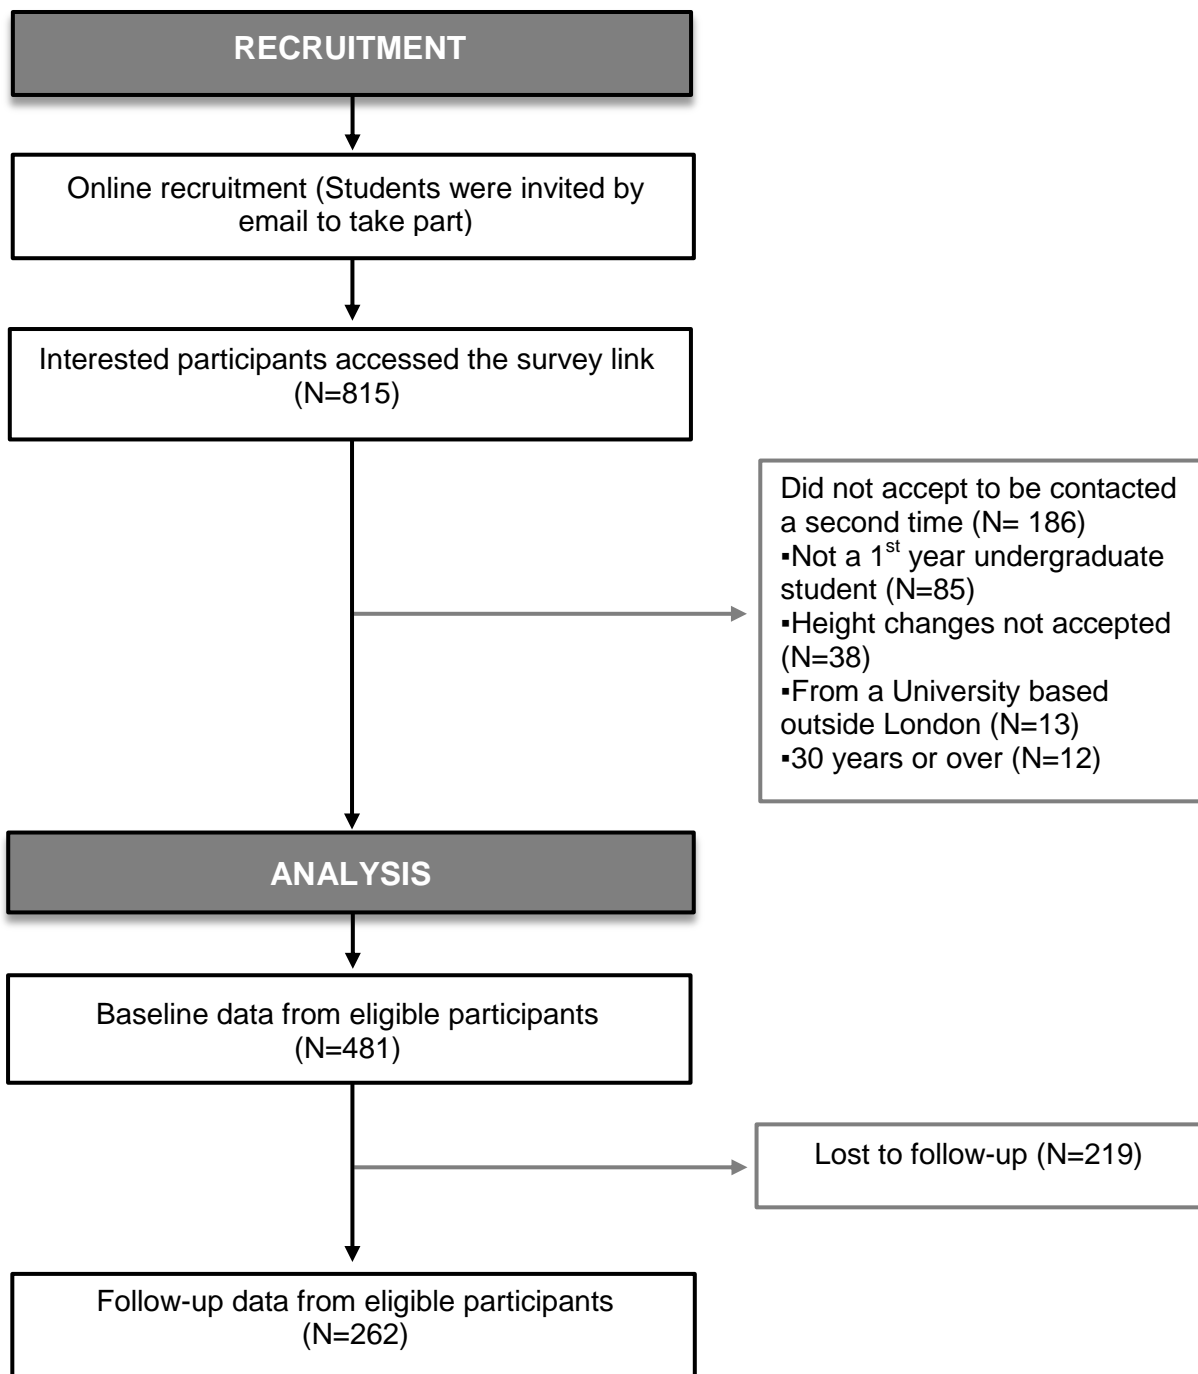 RECRUITMENT
Online recruitment (Students were invited by
email to take part)
Interested participants accessed the survey link
(N=815)
Did not accept to be contacted
a second time (N= 186)
▪Not a 1st year undergraduate
student (N=85)
▪Height changes not accepted
(N=38)
▪From a University based
outside London (N=13)
▪30 years or over (N=12)
ANALYSIS
Baseline data from eligible participants
(N=481)
Lost to follow-up (N=219)
Follow-up data from eligible participants
(N=262)